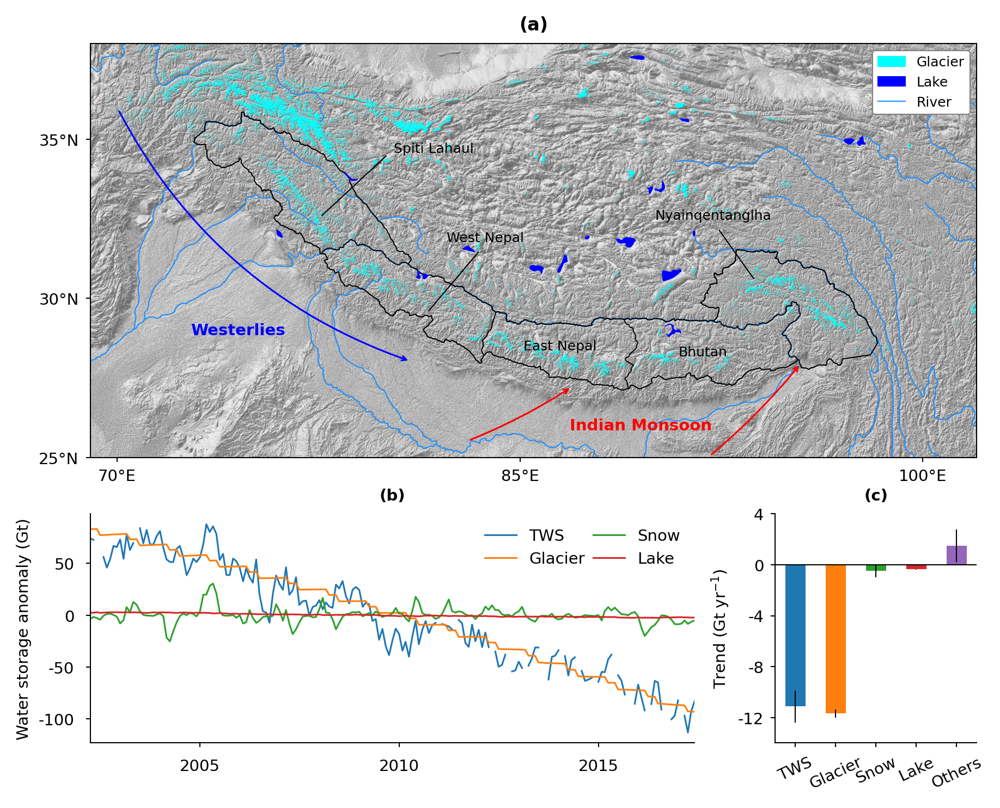 (a)
Glacier
Lake
River
35°N
30°N
25°N
70°E
85°E
100°E
Spiti Lahaul
West Nepal
Nyainqentanglha
East Nepal
Bhutan
Westerlies
Indian Monsoon
(b)
Water storage anomaly (Gt)
50
0
-50
-100
2005
2010
2015
TWS
Glacier
Snow
Lake
(c)
Trend (Gt yr⁻¹)
4
0
-4
-8
-12
TWS
Glacier
Snow
Lake
Others